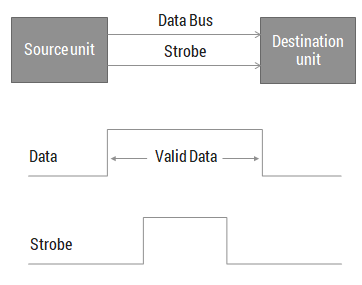 Source unit
Data Bus
Strobe
Destination
unit
Data
Valid Data
Strobe